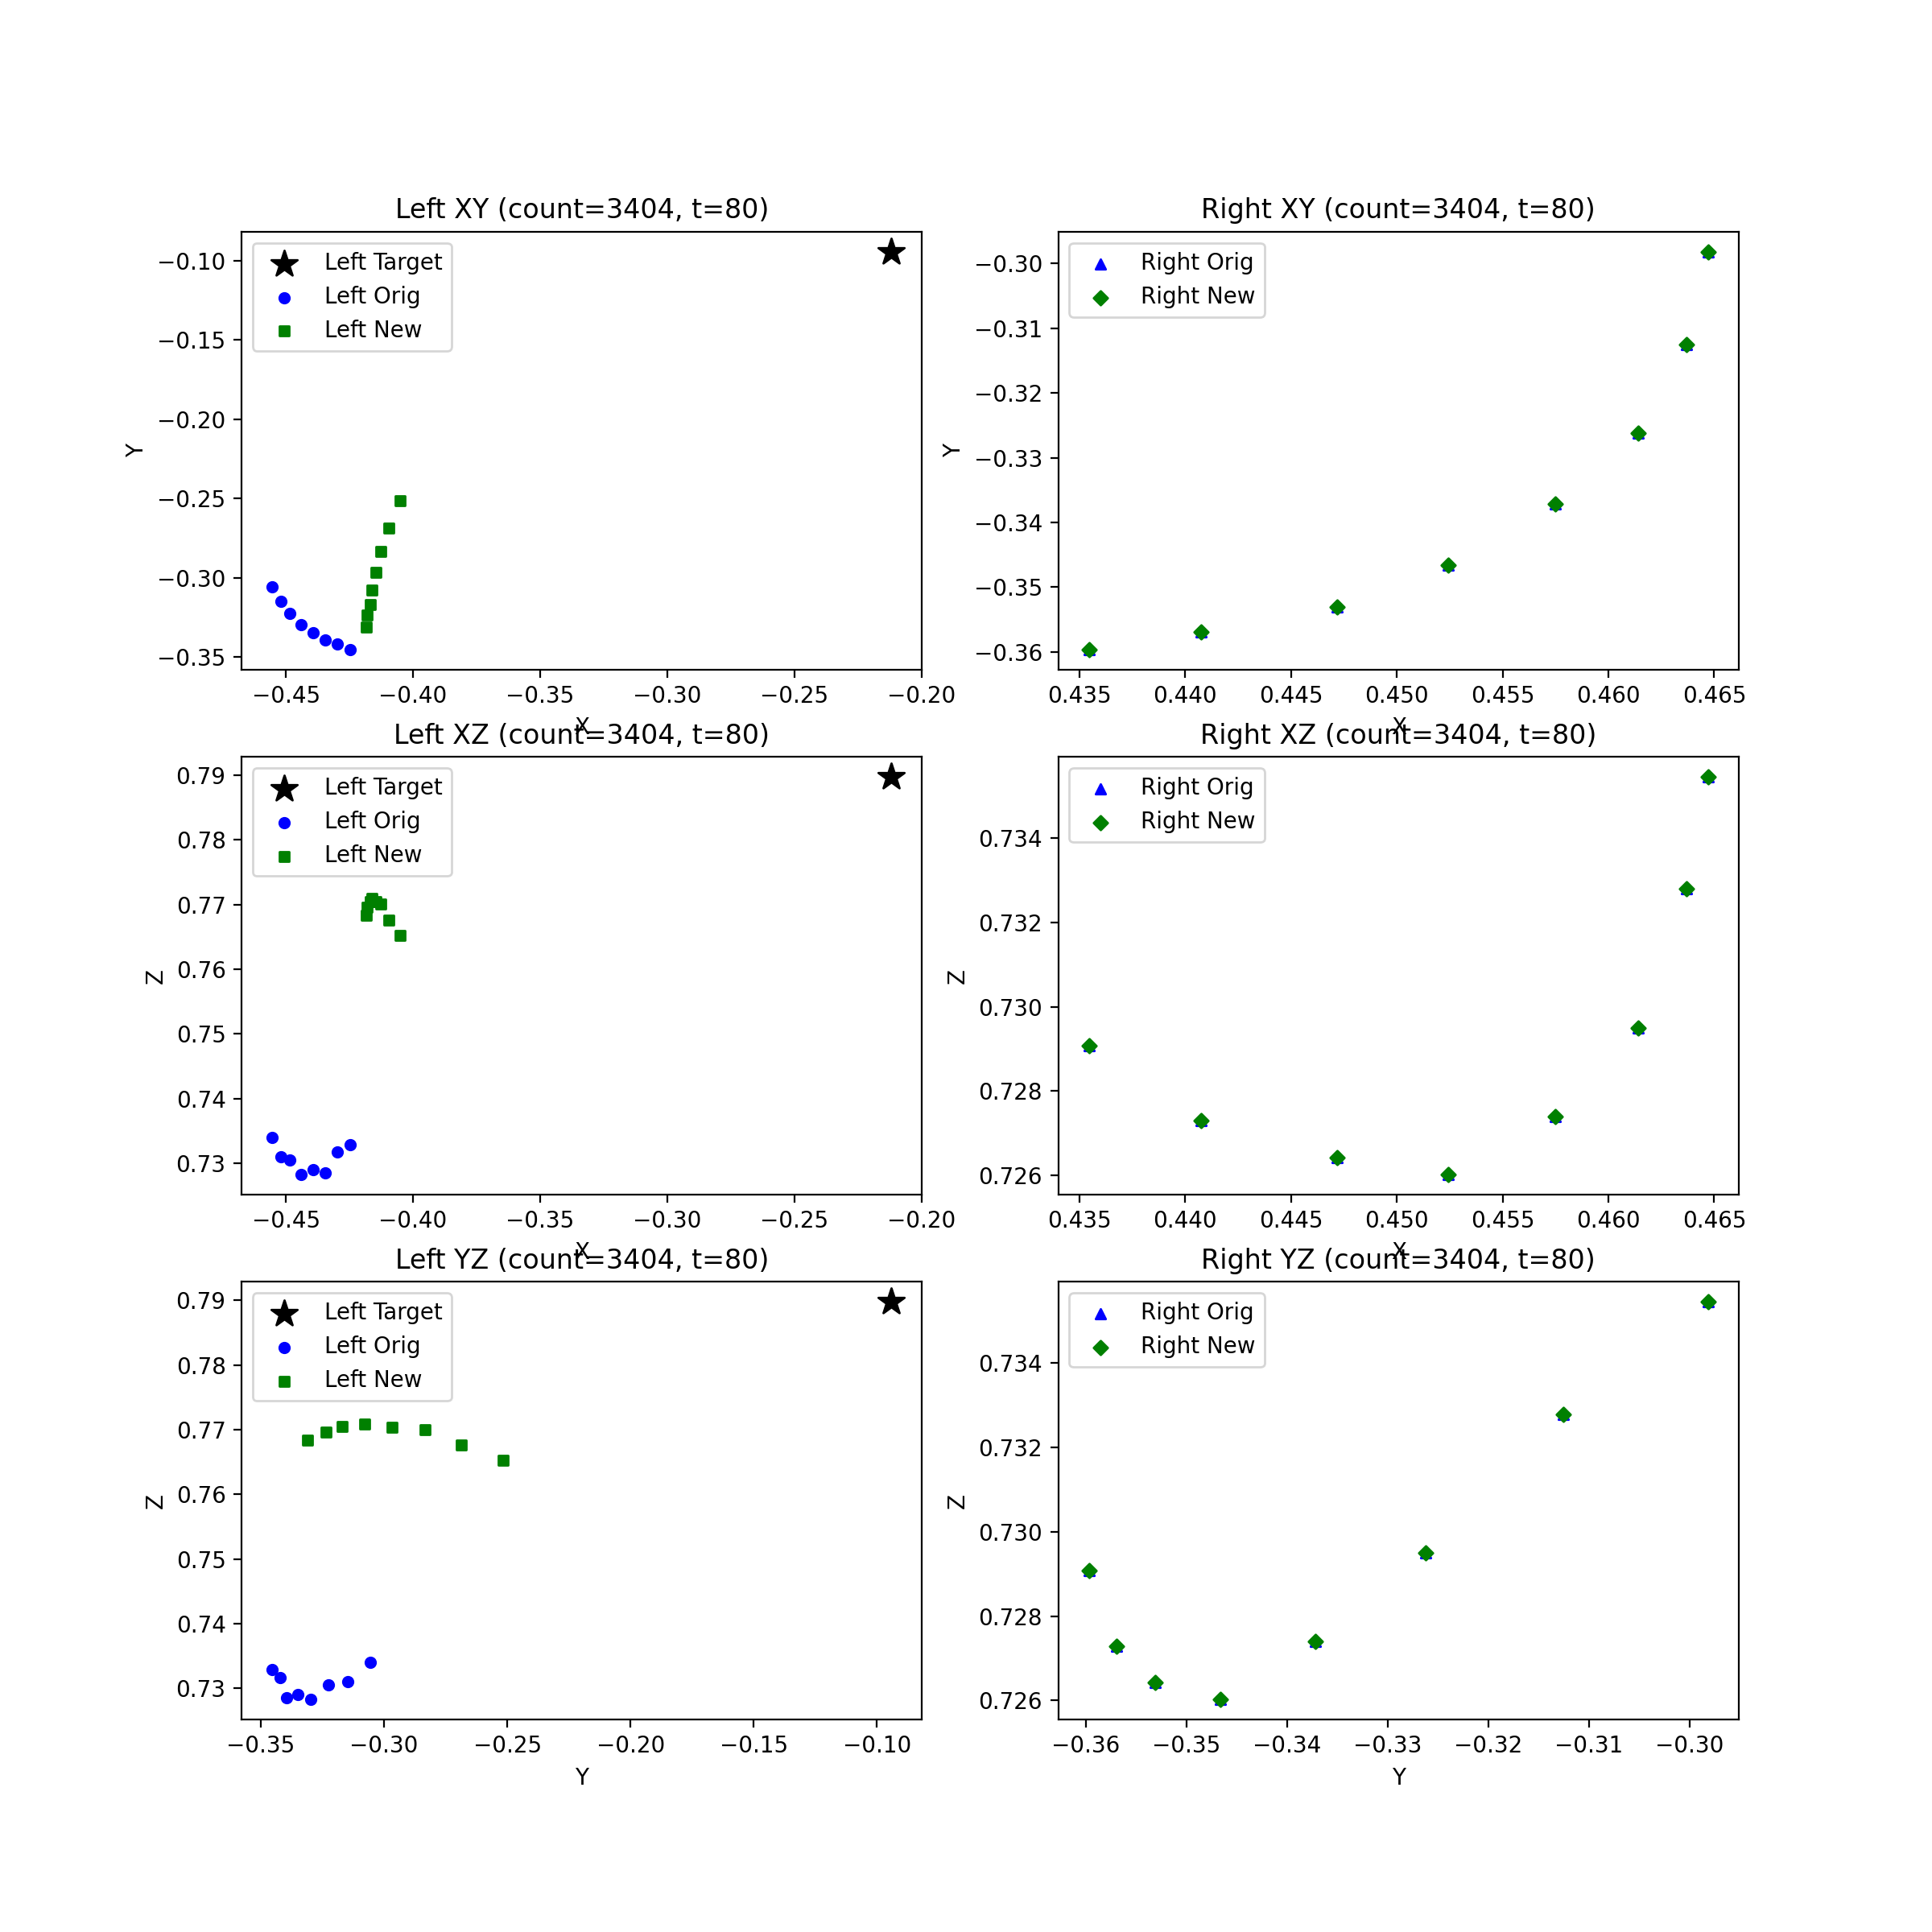 Left XY (count=3404, t=80)
Left Target
Left Orig
Left New
Y
−0.10
−0.15
−0.20
−0.25
−0.30
−0.35
−0.45
−0.40
−0.35
−0.30
−0.25
−0.20
X
Right XY (count=3404, t=80)
Right Orig
Right New
Y
−0.30
−0.31
−0.32
−0.33
−0.34
−0.35
−0.36
0.435
0.440
0.445
0.450
0.455
0.460
0.465
X
Left XZ (count=3404, t=80)
Left Target
Left Orig
Left New
Z
0.79
0.78
0.77
0.76
0.75
0.74
0.73
−0.45
−0.40
−0.35
−0.30
−0.25
−0.20
X
Right XZ (count=3404, t=80)
Right Orig
Right New
Z
0.734
0.732
0.730
0.728
0.726
0.435
0.440
0.445
0.450
0.455
0.460
0.465
X
Left YZ (count=3404, t=80)
Left Target
Left Orig
Left New
Z
0.79
0.78
0.77
0.76
0.75
0.74
0.73
−0.35
−0.30
−0.25
−0.20
−0.15
−0.10
Y
Right YZ (count=3404, t=80)
Right Orig
Right New
Z
0.734
0.732
0.730
0.728
0.726
−0.36
−0.35
−0.34
−0.33
−0.32
−0.31
−0.30
Y